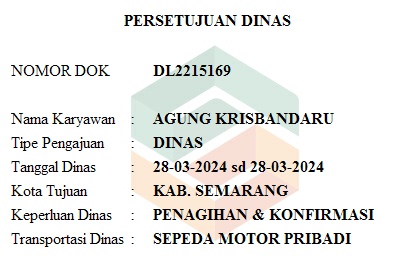 PERSETUJUAN DINAS
NOMOR DOK DL2215169
Nama Karyawan : AGUNG KRISBANDARU
Tipe Pengajuan : DINAS
Tanggal Dinas : 28-03-2024 sd 28-03-2024
Kota Tujuan : KAB. SEMARANG
Keperluan Dinas : PENAGIHAN & KONFIRMASI
Transportasi Dinas : SEPEDA MOTOR PRIBADI